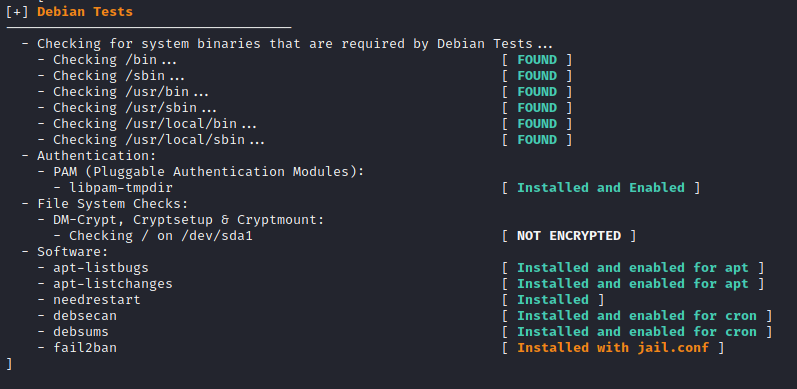 [+] Debian Tests
------------------------------------
- Checking for system binaries that are required by Debian Tests...
- Checking /bin... [ FOUND ]
- Checking /sbin... [ FOUND ]
- Checking /usr/bin... [ FOUND ]
- Checking /usr/sbin... [ FOUND ]
- Checking /usr/local/bin... [ FOUND ]
- Checking /usr/local/sbin... [ FOUND ]
- Authentication:
- PAM (Pluggable Authentication Modules):
- libpam-tmpdir [ Installed and Enabled ]
- File System Checks:
- DM-Crypt, Cryptsetup & Cryptmount:
- Checking / on /dev/sda1 [ NOT ENCRYPTED ]
- Software:
- apt-listbugs [ Installed and enabled for apt ]
- apt-listchanges [ Installed and enabled for apt ]
- needrestart [ Installed ]
- debsecan [ Installed and enabled for cron ]
- debsums [ Installed and enabled for cron ]
- fail2ban [ Installed with jail.conf ]
]